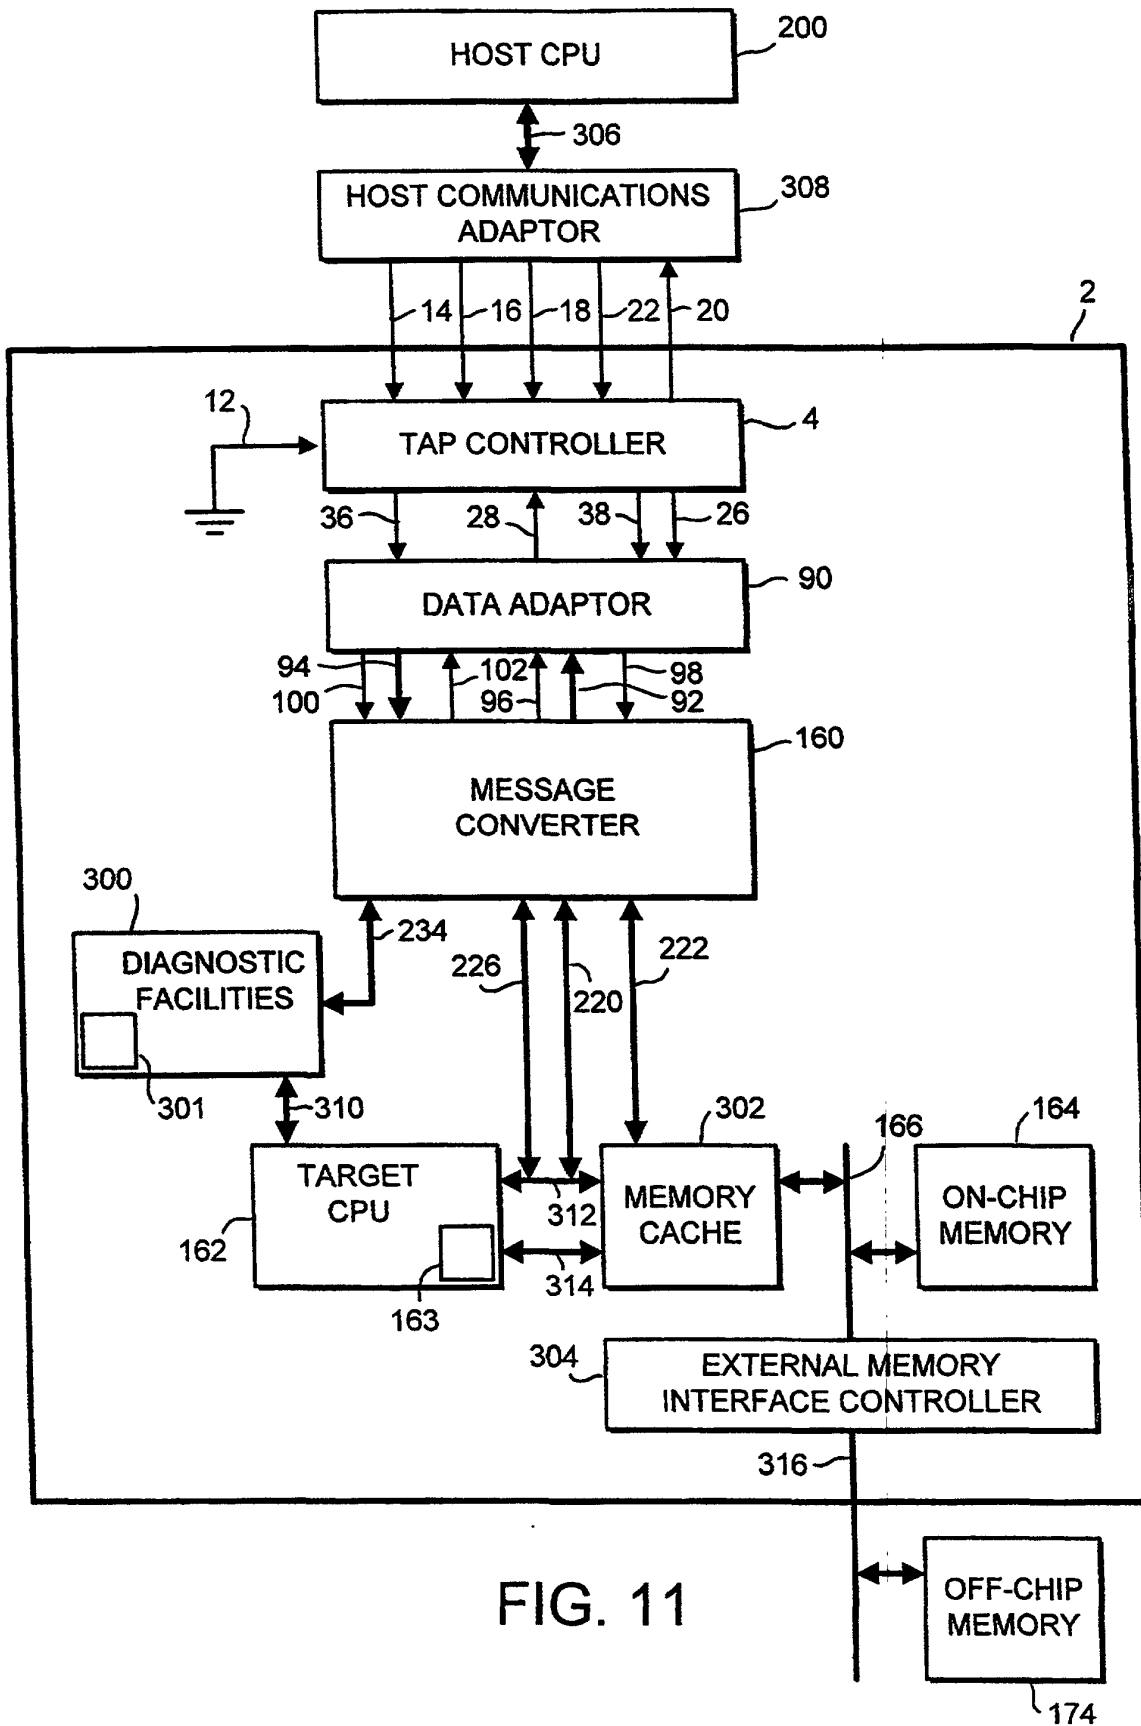 HOST CPU
200
306
HOST COMMUNICATIONS
ADAPTOR
308
14
16
18
22
20
2
12
TAP CONTROLLER
4
36
28
38
26
DATA ADAPTOR
90
94
100
102
96
92
98
MESSAGE
CONVERTER
160
300
DIAGNOSTIC
FACILITIES
234
226
220
222
301
310
302
166
164
TARGET
CPU
162
163
312
314
MEMORY
CACHE
ON-CHIP
MEMORY
304
EXTERNAL MEMORY
INTERFACE CONTROLLER
316
OFF-CHIP
MEMORY
174
FIG. 11